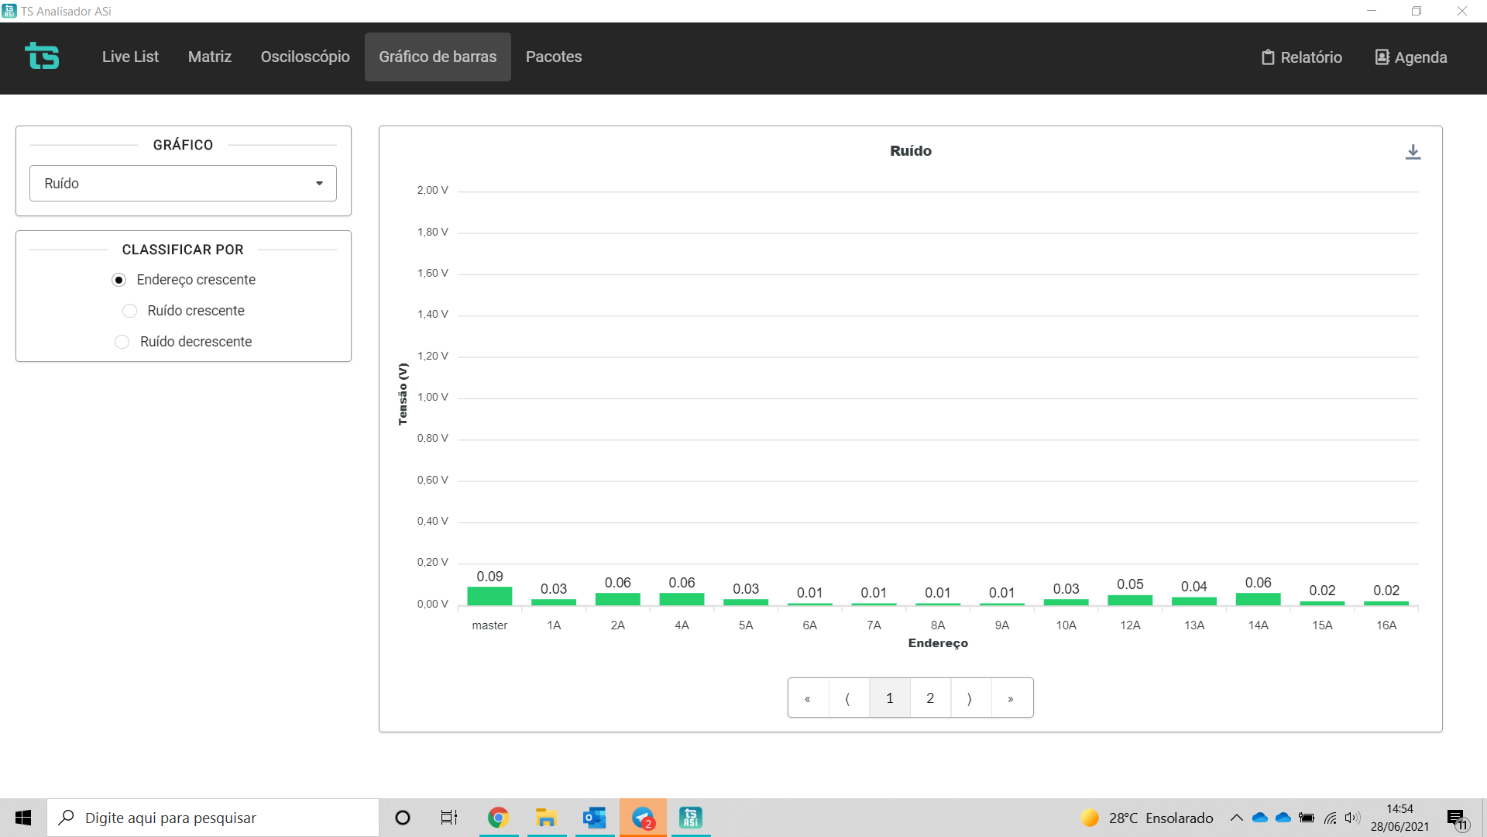 TS Analisador ASi
ts Live List Matriz Osciloscópio Gráfico de barras Pacotes Relatório Agenda
GRÁFICO
Ruído
CLASSIFICAR POR
Endereço crescente
Ruído crescente
Ruído decrescente
Ruído
Tensão (V)
2,00 V
1,80 V
1,60 V
1,40 V
1,20 V
1,00 V
0,80 V
0,60 V
0,40 V
0,20 V
0,00 V
0.09 0.03 0.06 0.06 0.03 0.01 0.01 0.01 0.01 0.03 0.05 0.04 0.06 0.02 0.02
master 1A 2A 4A 5A 6A 7A 8A 9A 10A 12A 13A 14A 15A 16A
Endereço
« ⟨ 1 2 ⟩ »
Digite aqui para pesquisar
2
ts ASi
28°C Ensolarado
14:54
28/06/2021
11